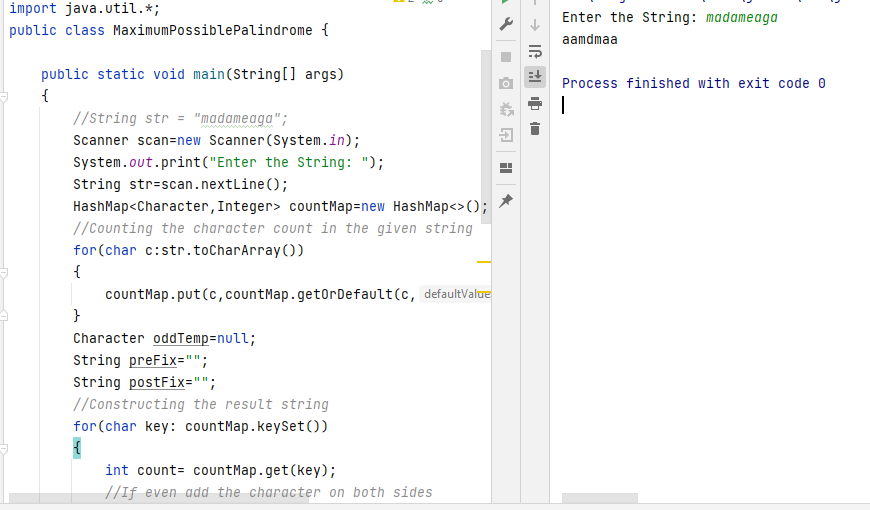 import java.util.*;
public class MaximumPossiblePalindrome {
public static void main(String[] args)
{
//String str = "madameaga";
Scanner scan=new Scanner(System.in);
System.out.print("Enter the String: ");
String str=scan.nextLine();
HashMap<Character,Integer> countMap=new HashMap<>();
//Counting the character count in the given string
for(char c:str.toCharArray())
{
countMap.put(c,countMap.getOrDefault(c, defaultValue
}
Character oddTemp=null;
String preFix="";
String postFix="";
//Constructing the result string
for(char key: countMap.keySet())
{
int count= countMap.get(key);
//If even add the character on both sides
Enter the String: madameaga
aamdmaa
Process finished with exit code 0